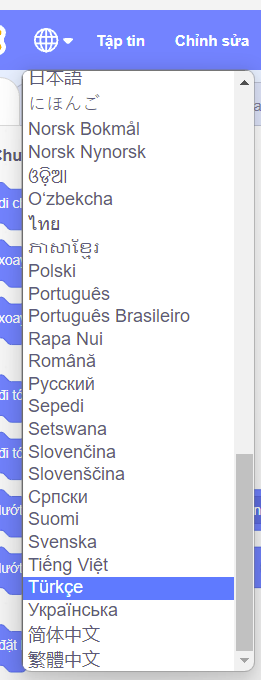 Tập tin Chỉnh sửa
日本語
にほんご
Norsk Bokmål
Norsk Nynorsk
ଓଡ଼ିଆ
Oʻzbekcha
ไทย
ភាសាខ្មែរ
Polski
Português
Português Brasileiro
Rapa Nui
Română
Русский
Sepedi
Setswana
Slovenčina
Slovenščina
Српски
Suomi
Svenska
Tiếng Việt
Türkçe
Українська
简体中文
繁體中文